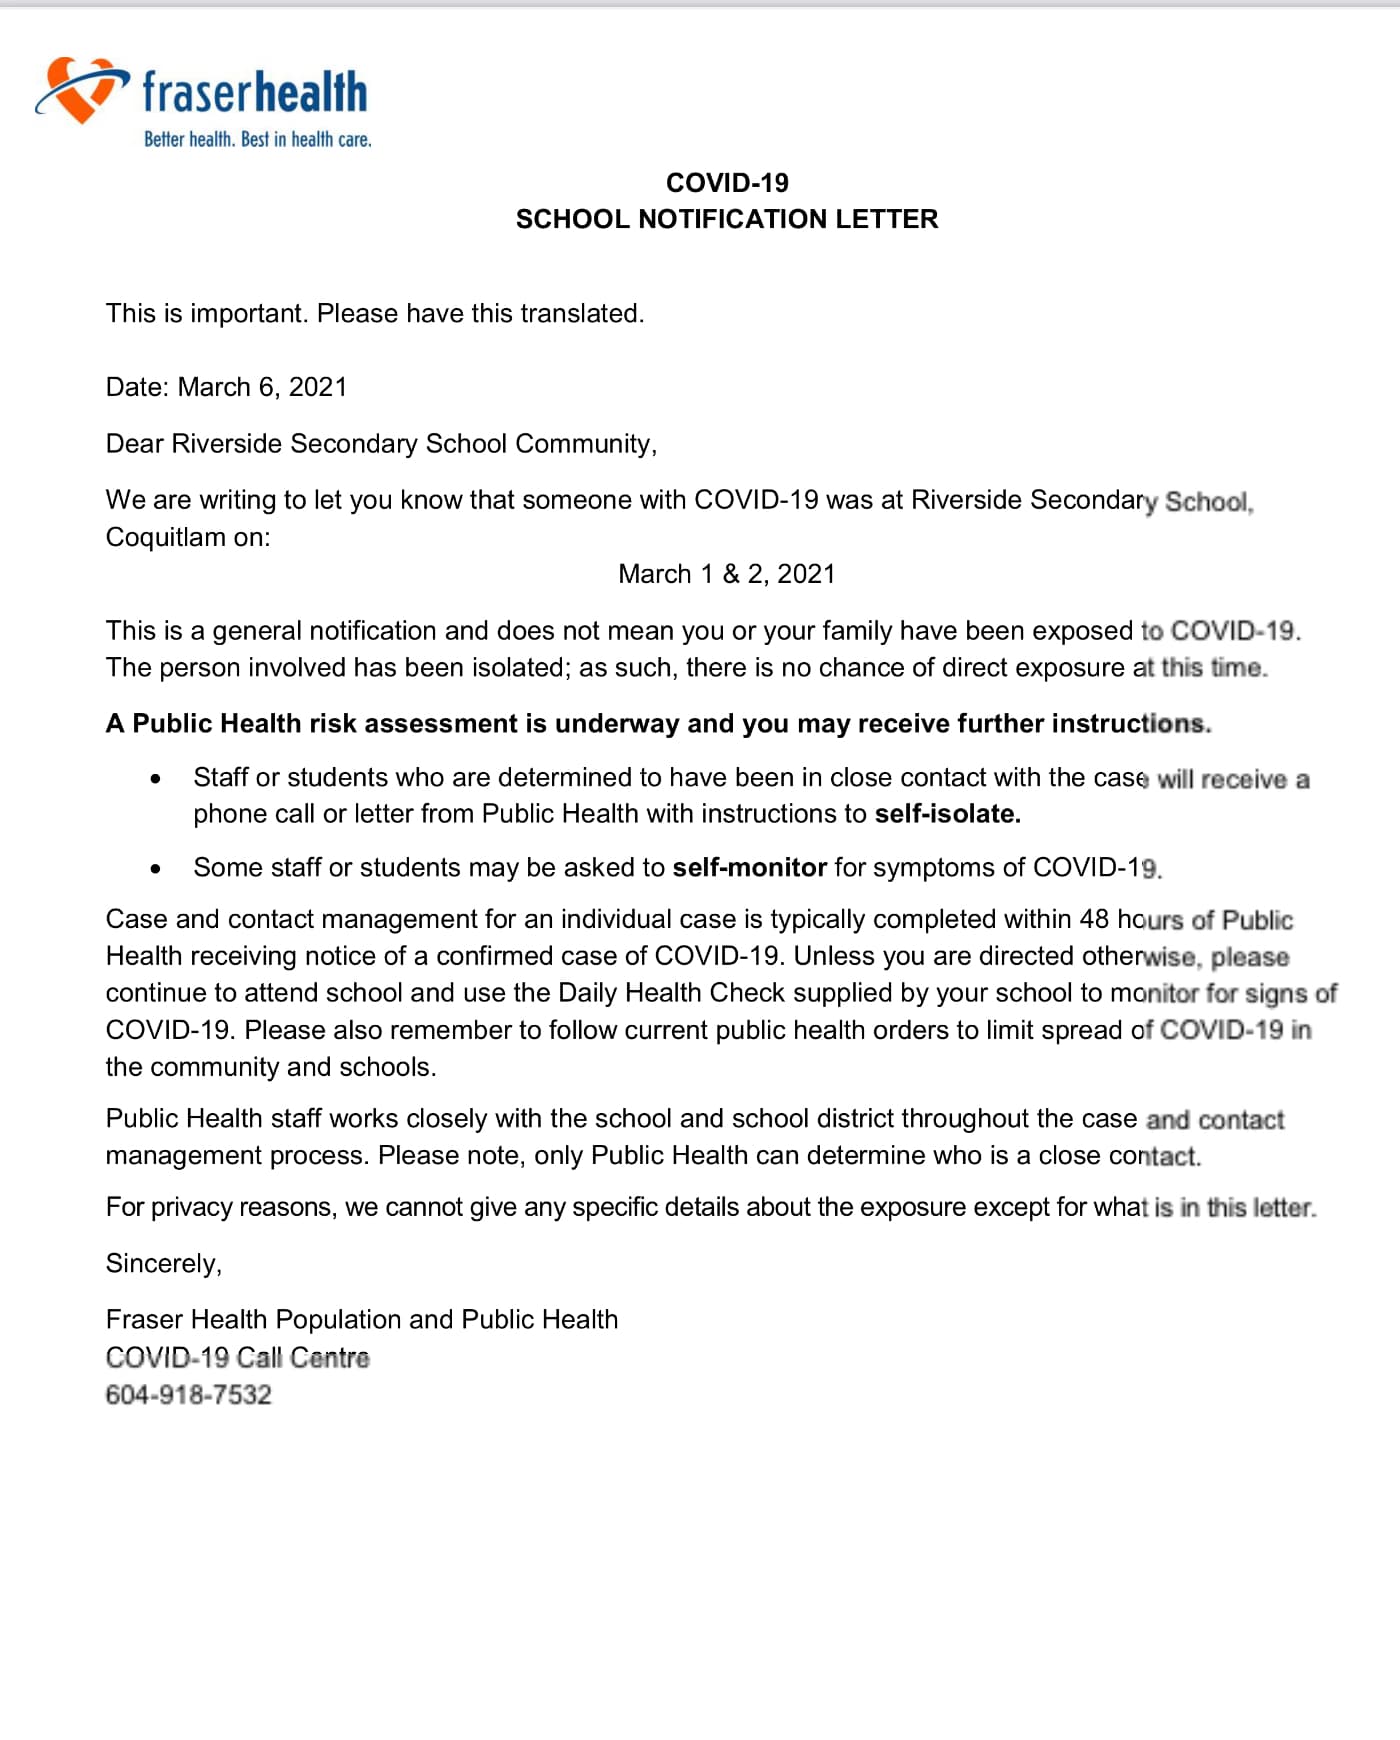 fraserhealth
Better health. Best in health care.
COVID-19
SCHOOL NOTIFICATION LETTER
This is important. Please have this translated.
Date: March 6, 2021
Dear Riverside Secondary School Community,
We are writing to let you know that someone with COVID-19 was at Riverside Secondary School,
Coquitlam on:
March 1 & 2, 2021
This is a general notification and does not mean you or your family have been exposed to COVID-19.
The person involved has been isolated; as such, there is no chance of direct exposure at this time.
A Public Health risk assessment is underway and you may receive further instructions.
• Staff or students who are determined to have been in close contact with the case will receive a
phone call or letter from Public Health with instructions to self-isolate.
• Some staff or students may be asked to self-monitor for symptoms of COVID-19.
Case and contact management for an individual case is typically completed within 48 hours of Public
Health receiving notice of a confirmed case of COVID-19. Unless you are directed otherwise, please
continue to attend school and use the Daily Health Check supplied by your school to monitor for signs of
COVID-19. Please also remember to follow current public health orders to limit spread of COVID-19 in
the community and schools.
Public Health staff works closely with the school and school district throughout the case and contact
management process. Please note, only Public Health can determine who is a close contact.
For privacy reasons, we cannot give any specific details about the exposure except for what is in this letter.
Sincerely,
Fraser Health Population and Public Health
COVID-19 Call Centre
604-918-7532